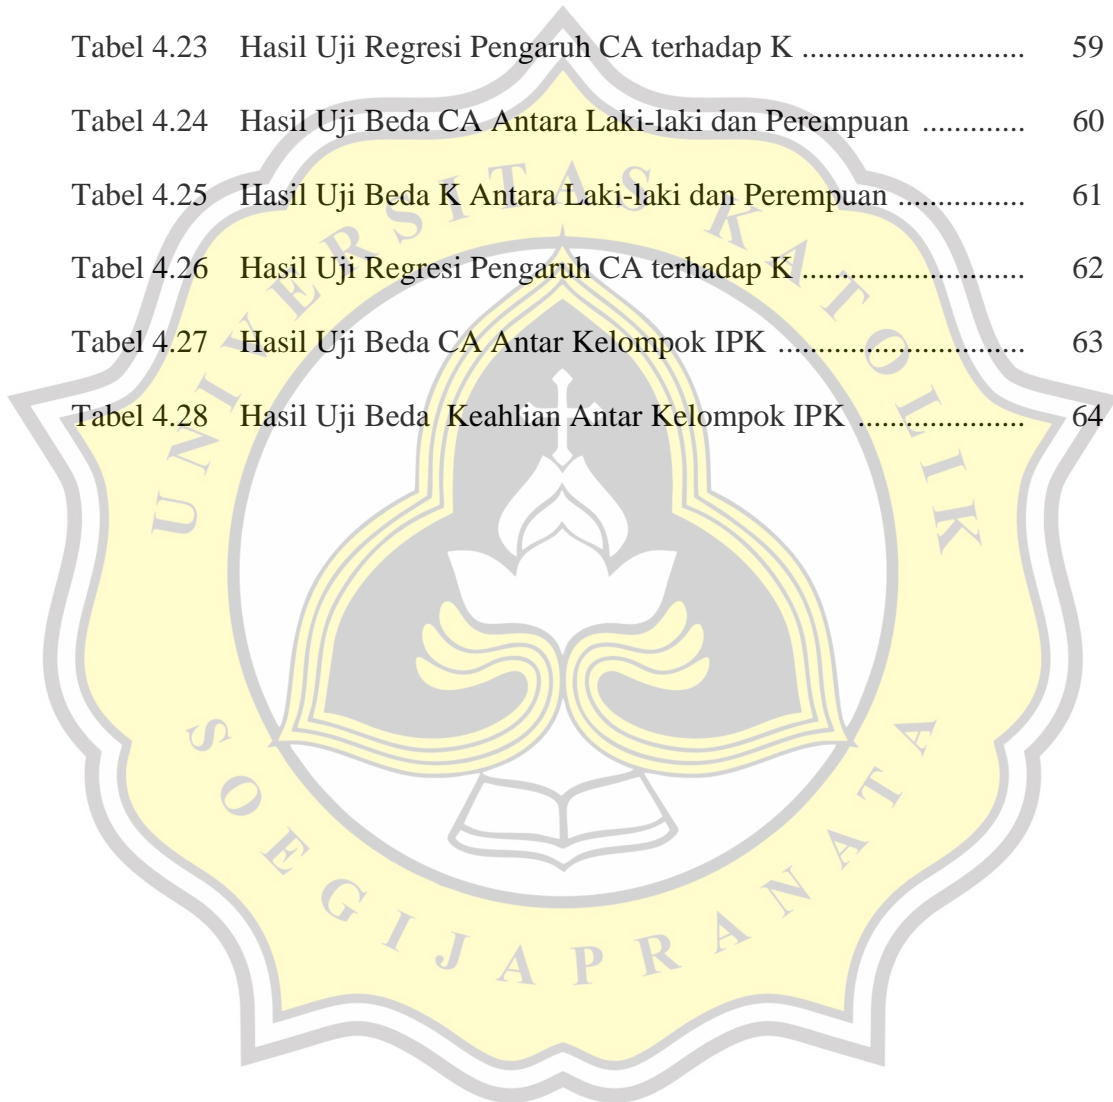 Tabel 4.23 Hasil Uji Regresi Pengaruh CA terhadap K ........................... 59
Tabel 4.24 Hasil Uji Beda CA Antara Laki-laki dan Perempuan ............. 60
Tabel 4.25 Hasil Uji Beda K Antara Laki-laki dan Perempuan ............... 61
Tabel 4.26 Hasil Uji Regresi Pengaruh CA terhadap K ........................... 62
Tabel 4.27 Hasil Uji Beda CA Antar Kelompok IPK .............................. 63
Tabel 4.28 Hasil Uji Beda Keahlian Antar Kelompok IPK .................... 64
UNIVERSITAS KATOLIK
SOEGIJAPRANATA